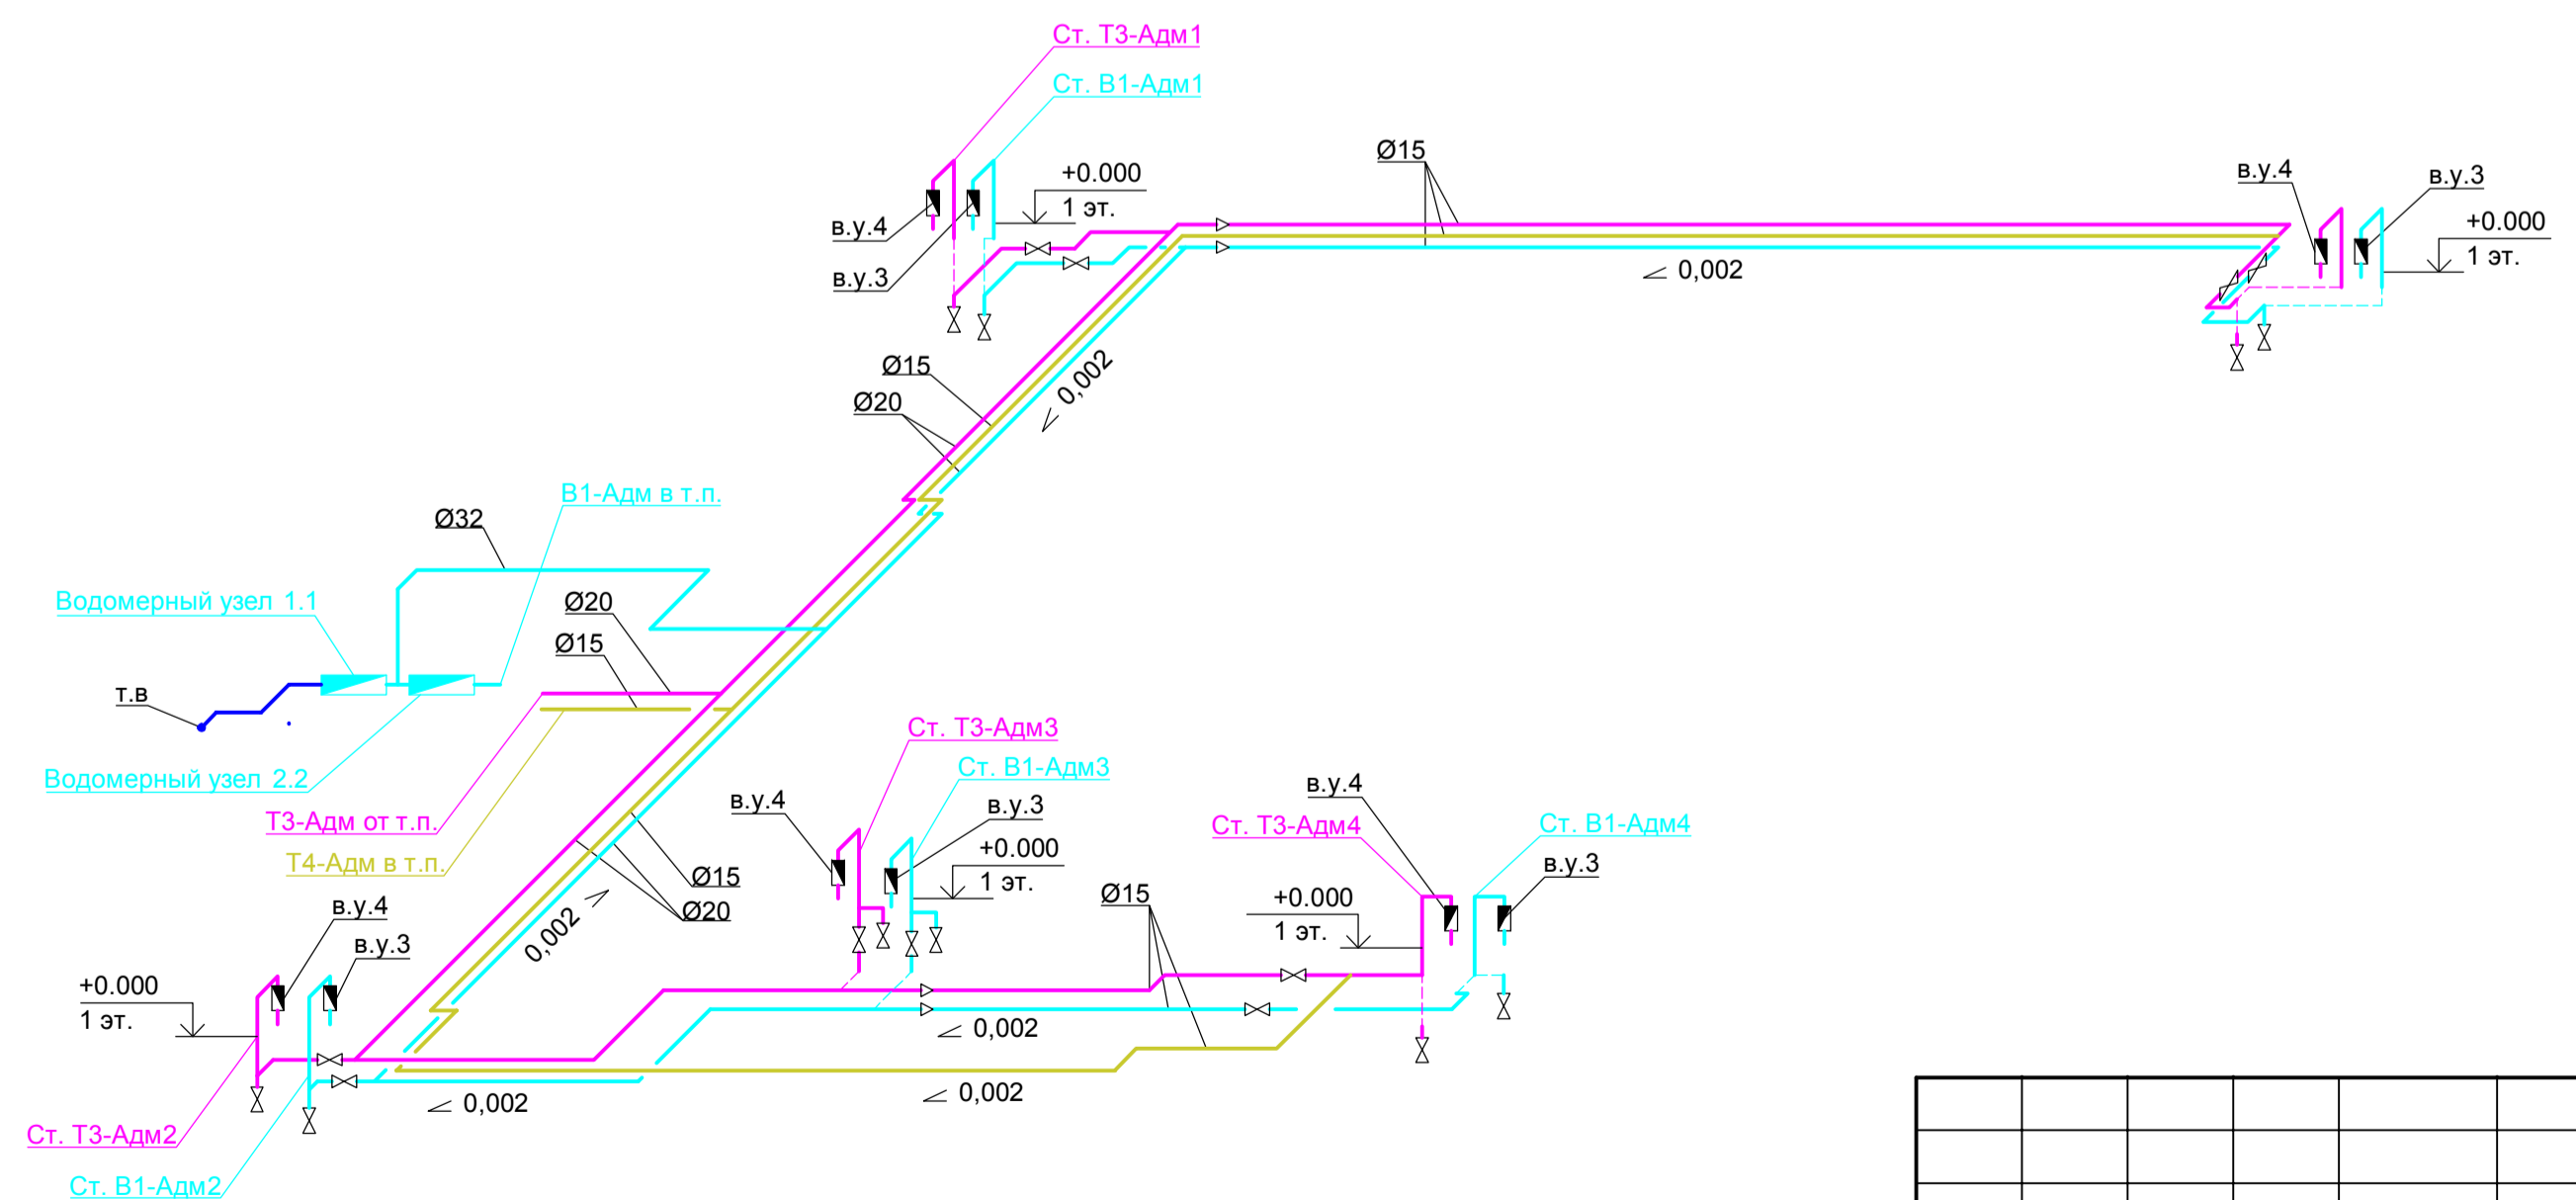 Ст. Т3-Адм1
Ст. В1-Адм1
+0.000
1 эт.
в.у.4
в.у.3
Ø15
0,002
в.у.4
в.у.3
+0.000
1 эт.
Ø15
Ø20
0,002
В1-Адм в т.п.
Ø32
Водомерный узел 1.1
Ø20
Ø15
т.в
Водомерный узел 2.2
Т3-Адм от т.п.
Т4-Адм в т.п.
Ст. Т3-Адм3
Ст. В1-Адм3
в.у.4
в.у.3
+0.000
1 эт.
в.у.4
Ст. Т3-Адм4
Ст. В1-Адм4
в.у.3
Ø15
Ø20
0,002
Ø15
+0.000
1 эт.
в.у.4
в.у.3
+0.000
1 эт.
0,002
0,002
0,002
Ст. Т3-Адм2
Ст. В1-Адм2